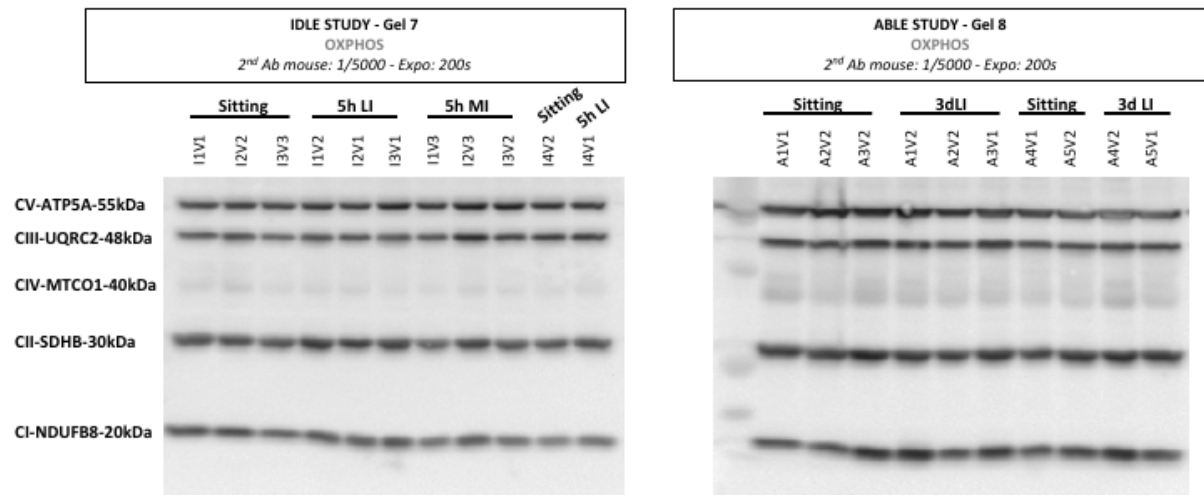 IDLE STUDY - Gel 7
OXPHOS
2nd Ab mouse: 1/5000 - Expo: 200s
Sitting 5h LI 5h MI Sitting 5h LI
I1V1 I2V2 I3V3 I1V2 I2V1 I3V1 I1V3 I2V3 I3V2 I4V2 I4V1
CV-ATP5A-55kDa
CIII-UQRC2-48kDa
CIV-MTCO1-40kDa
CII-SDHB-30kDa
CI-NDUFB8-20kDa
ABLE STUDY - Gel 8
OXPHOS
2nd Ab mouse: 1/5000 - Expo: 200s
Sitting 3dLI Sitting 3d LI
A1V1 A2V2 A3V2 A1V2 A2V2 A3V1 A4V1 A5V2 A4V2 A5V1